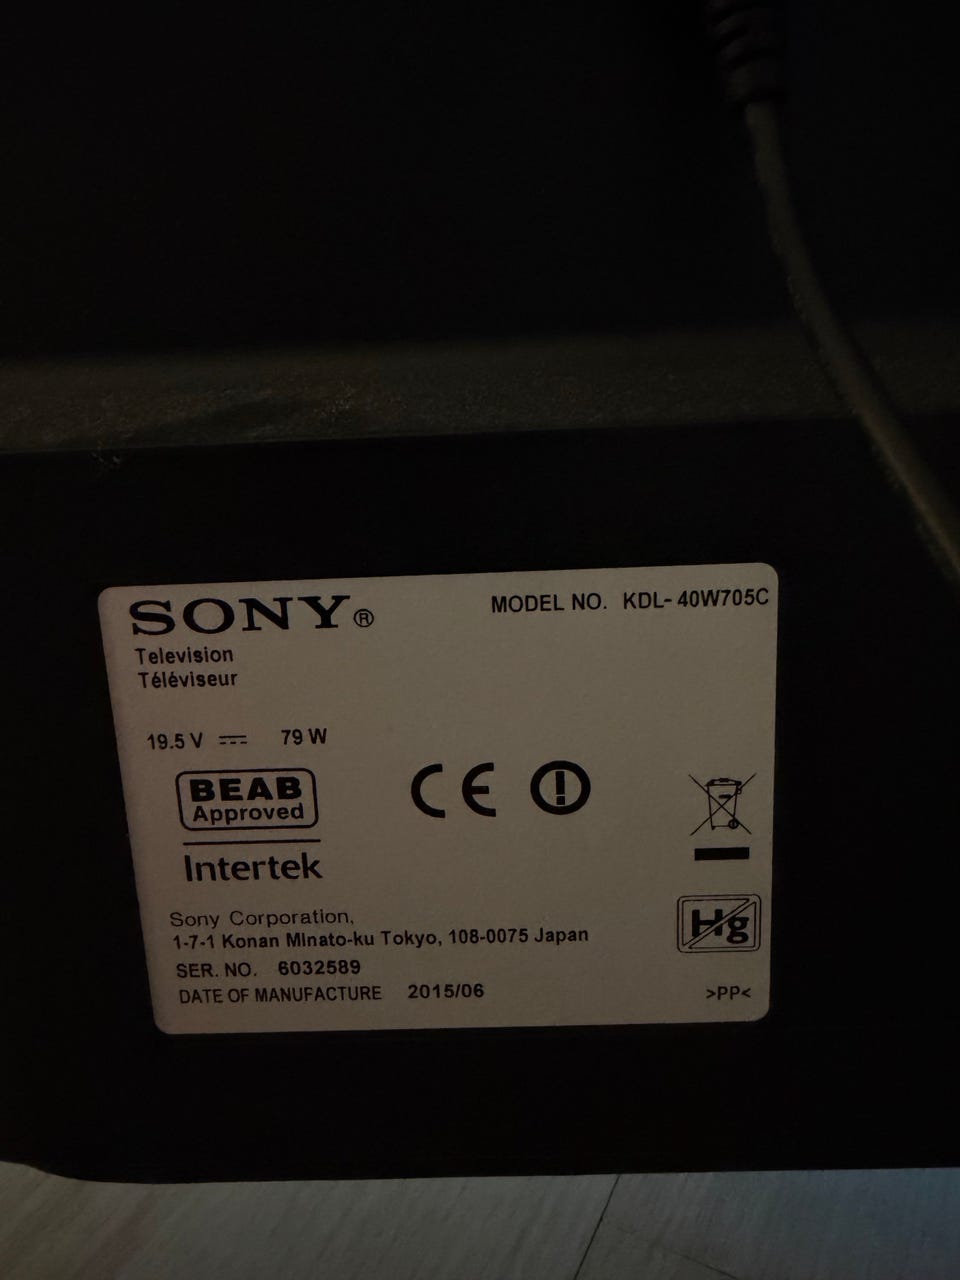 SONY®
MODEL NO. KDL- 40W705C
Television
Téléviseur
19.5 V ⎓ 79 W
BEAB
Approved
Intertek
CE
Hg
Sony Corporation,
1-7-1 Konan Minato-ku Tokyo, 108-0075 Japan
SER. NO. 6032589
DATE OF MANUFACTURE 2015/06
>PP<